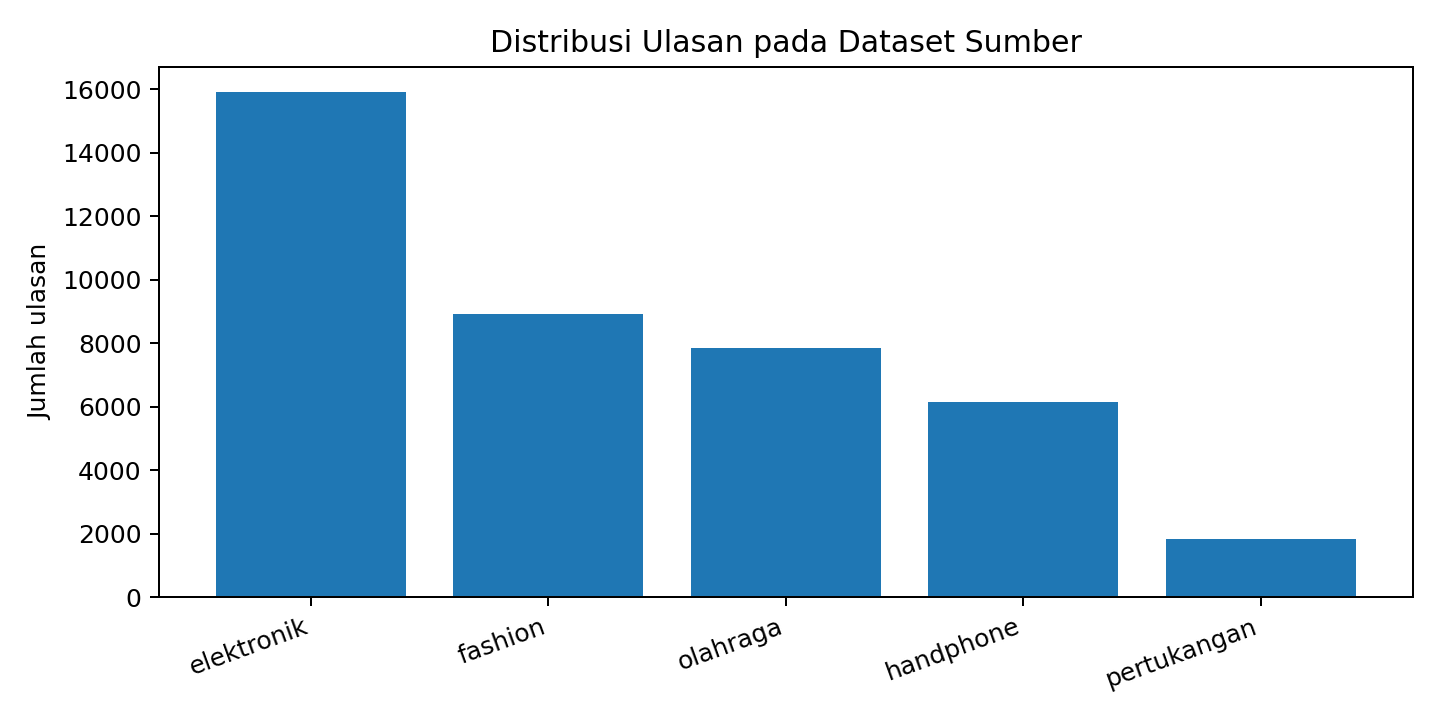 Distribusi Ulasan pada Dataset Sumber
Jumlah ulasan
16000
14000
12000
10000
8000
6000
4000
2000
0
elektronik
fashion
olahraga
handphone
pertukangan